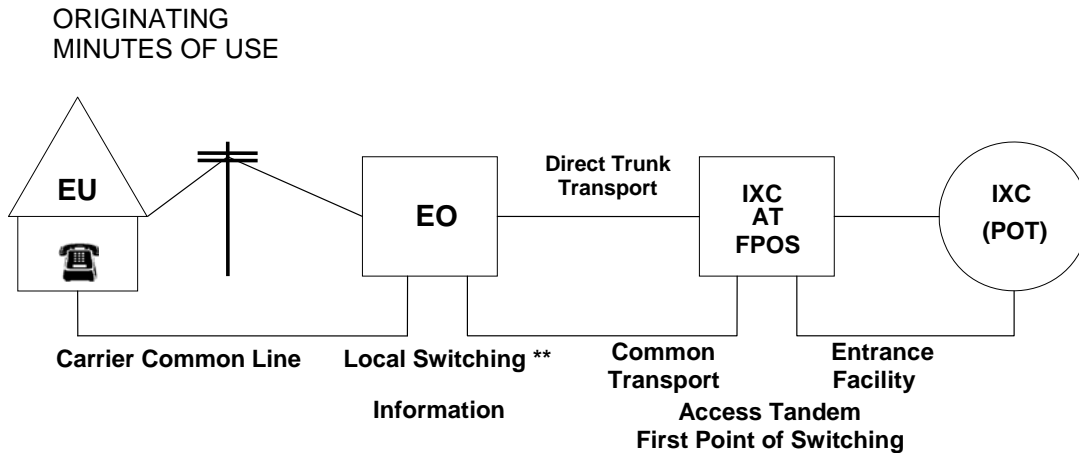 ORIGINATING
MINUTES OF USE
EU
EO
Direct Trunk
Transport
IXC
AT
FPOS
IXC
(POT)
Carrier Common Line
Local Switching **
Common
Transport
Entrance
Facility
Information
Access Tandem
First Point of Switching